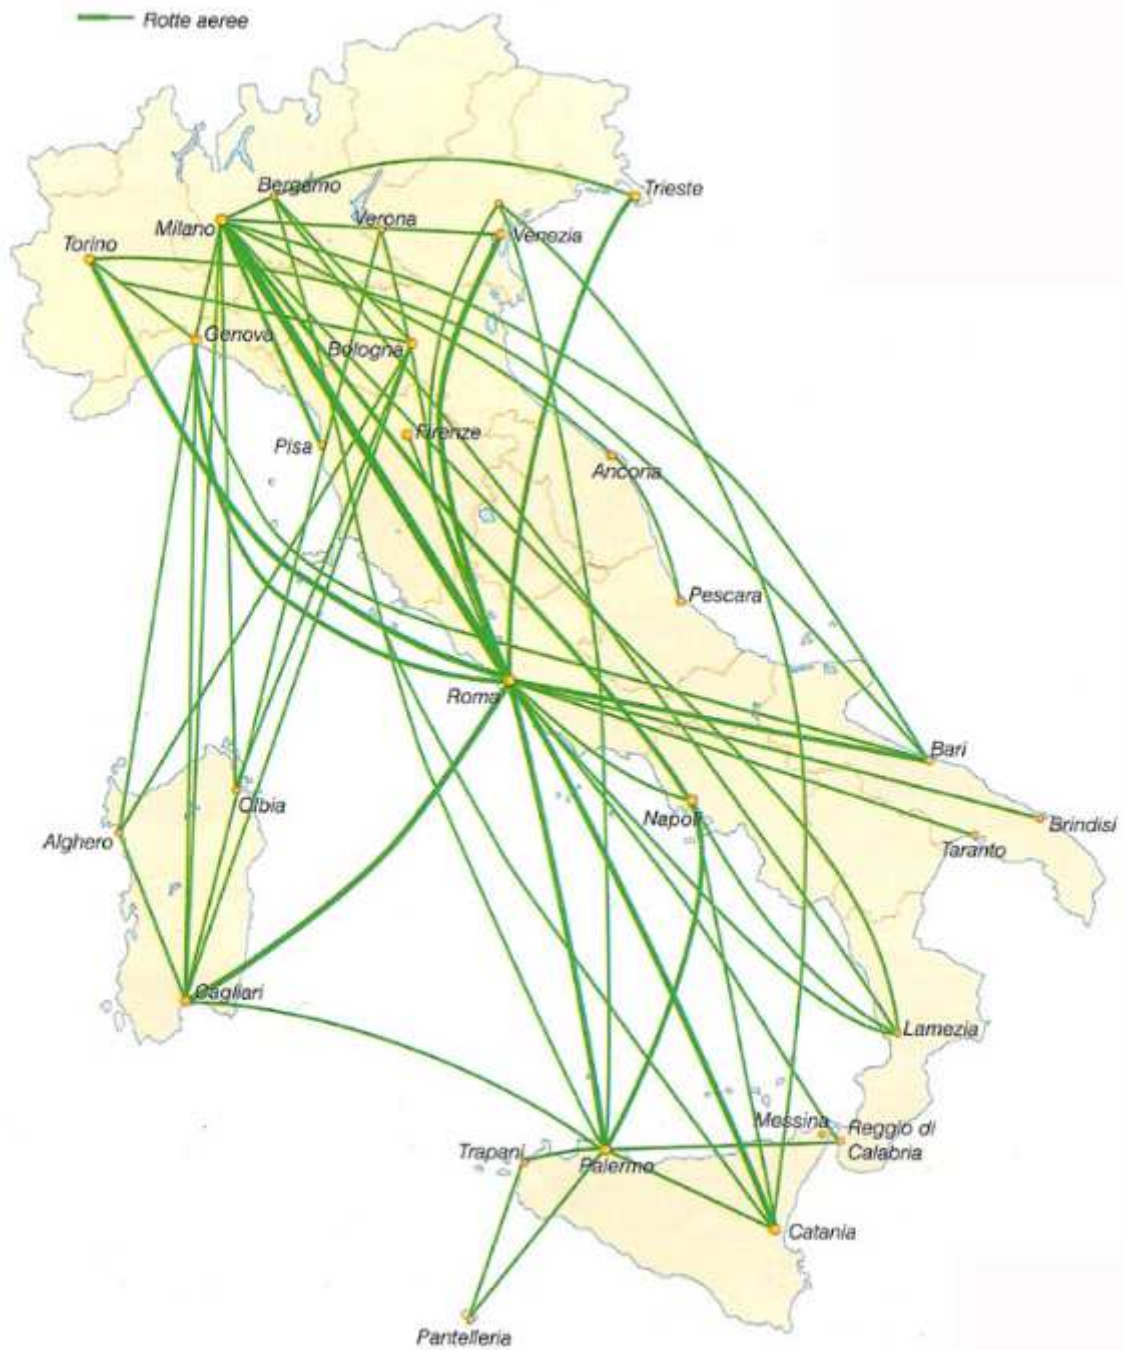 Rotte aeree
Bergamo
Trieste
Milano
Verona
Venezia
Torino
Genova
Bologna
Firenze
Pisa
Ancona
Pescara
Roma
Bari
Olbia
Napoli
Brindisi
Alghero
Taranto
Cagliari
Lamezia
Messina
Reggio di
Calabria
Trapani
Palermo
Catania
Pantelleria